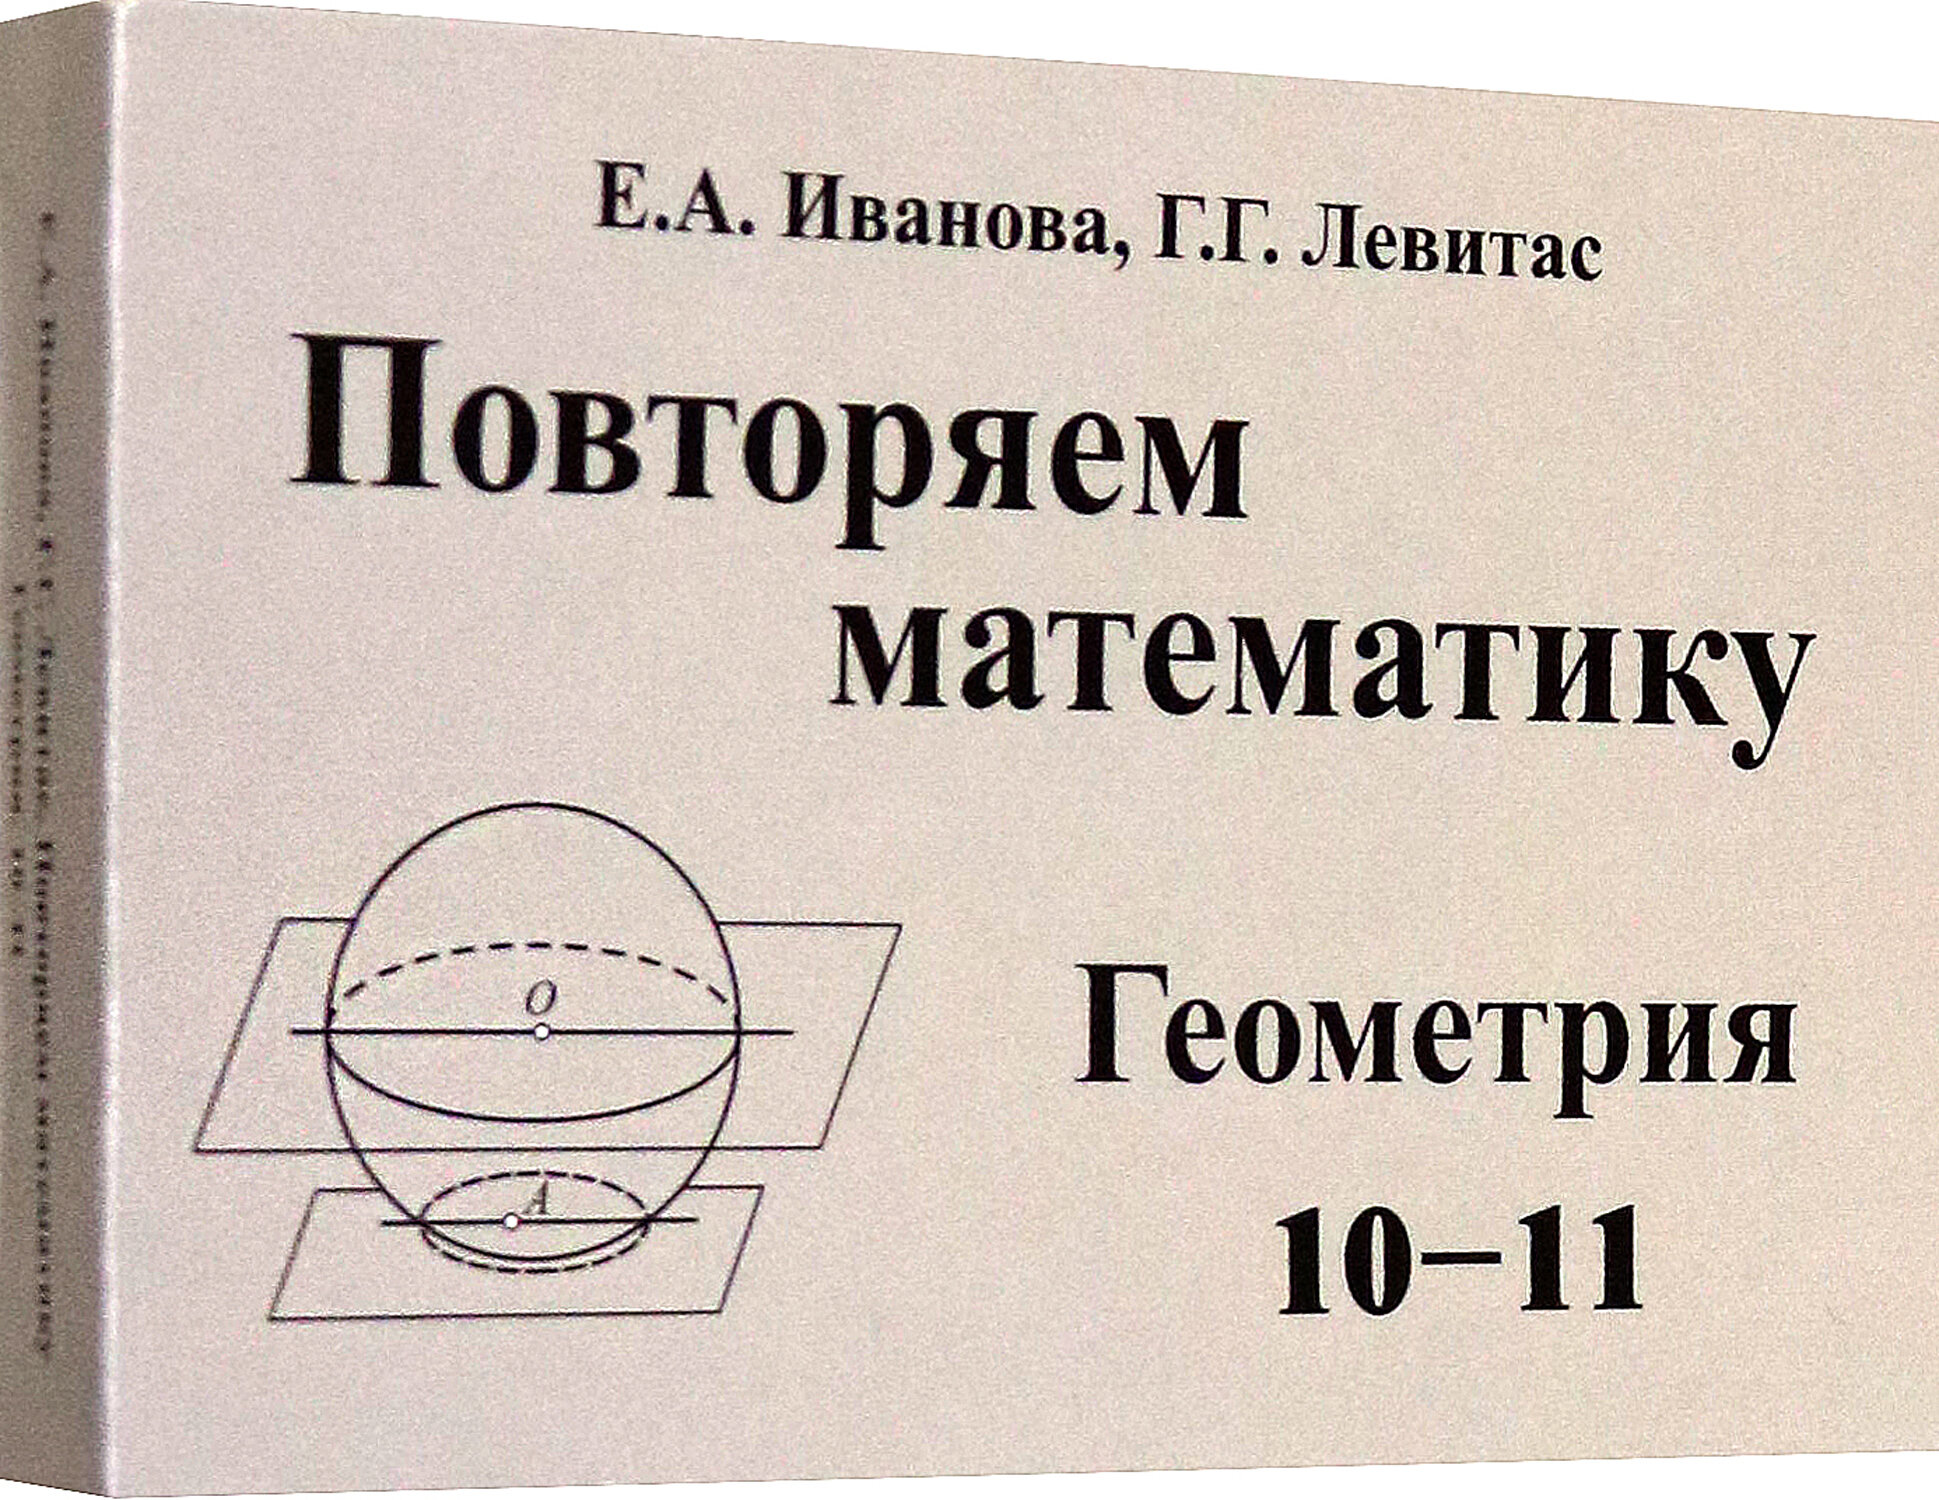 Е.А. Иванова, Г.Г. Левитас
Повторяем
математику
Геометрия
10–11
O
A